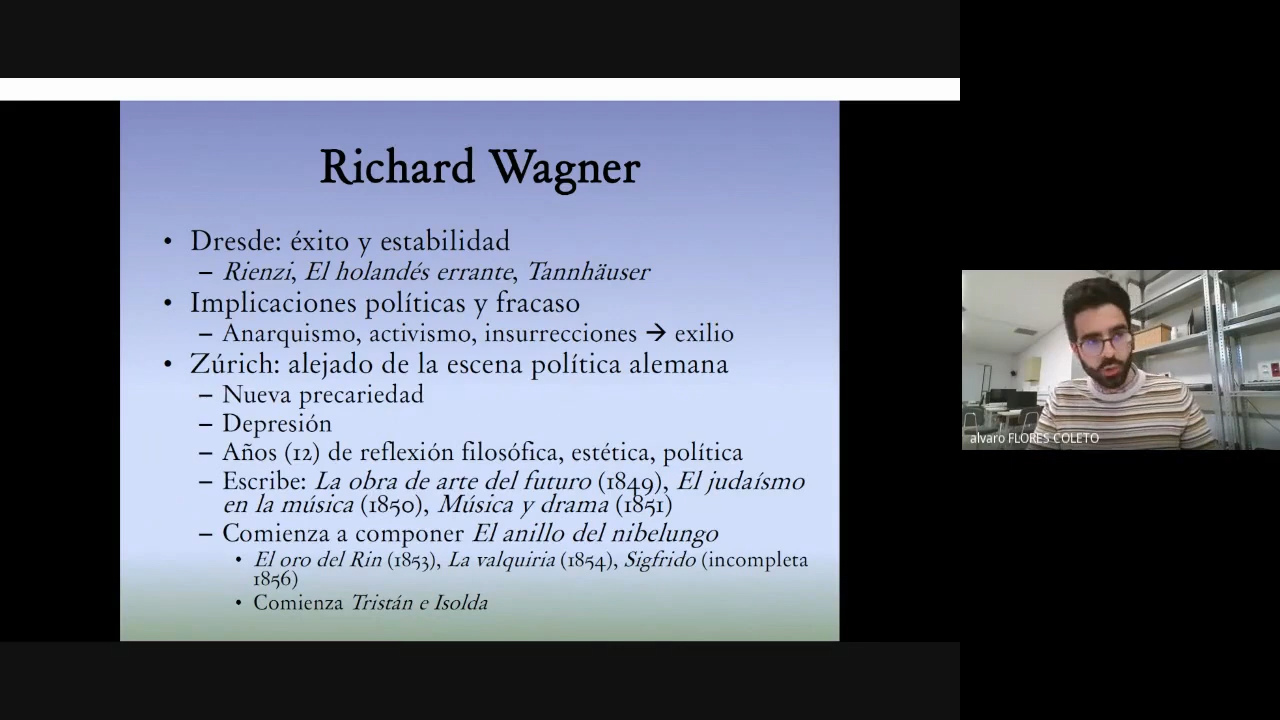 Richard Wagner
• Dresde: éxito y estabilidad
– Rienzi, El holandés errante, Tannhäuser
• Implicaciones políticas y fracaso
– Anarquismo, activismo, insurrecciones → exilio
• Zúrich: alejado de la escena política alemana
– Nueva precariedad
– Depresión
– Años (12) de reflexión filosófica, estética, política
– Escribe: La obra de arte del futuro (1849), El judaísmo
en la música (1850), Música y drama (1851)
– Comienza a componer El anillo del nibelungo
• El oro del Rin (1853), La valquiria (1854), Sigfrido (incompleta
1856)
• Comienza Tristán e Isolda
alvaro FLORES COLETO